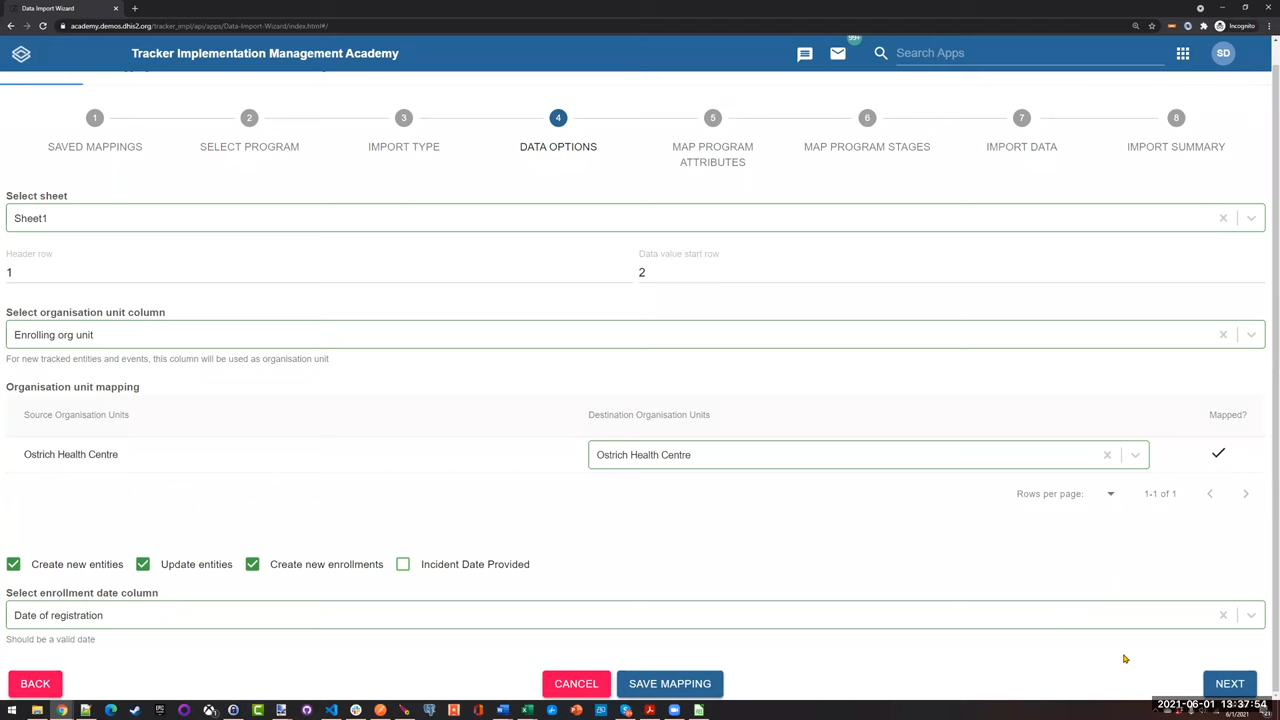 Data Import Wizard
academy.demos.dhis2.org/tracker_impl/api/apps/Data-Import-Wizard/index.html#/
Incognito
Tracker Implementation Management Academy
99+
Search Apps
SD
1 2 3 4 5 6 7 8
SAVED MAPPINGS SELECT PROGRAM IMPORT TYPE DATA OPTIONS MAP PROGRAM ATTRIBUTES MAP PROGRAM STAGES IMPORT DATA IMPORT SUMMARY
Select sheet
Sheet1
Header row Data value start row
1 2
Select organisation unit column
Enrolling org unit
For new tracked entities and events, this column will be used as organisation unit
Organisation unit mapping
Source Organisation Units Destination Organisation Units Mapped?
Ostrich Health Centre Ostrich Health Centre
Rows per page: 1-1 of 1
Create new entities Update entities Create new enrollments Incident Date Provided
Select enrollment date column
Date of registration
Should be a valid date
BACK CANCEL SAVE MAPPING NEXT
2021-06-01 13:37:54
6/1/2021